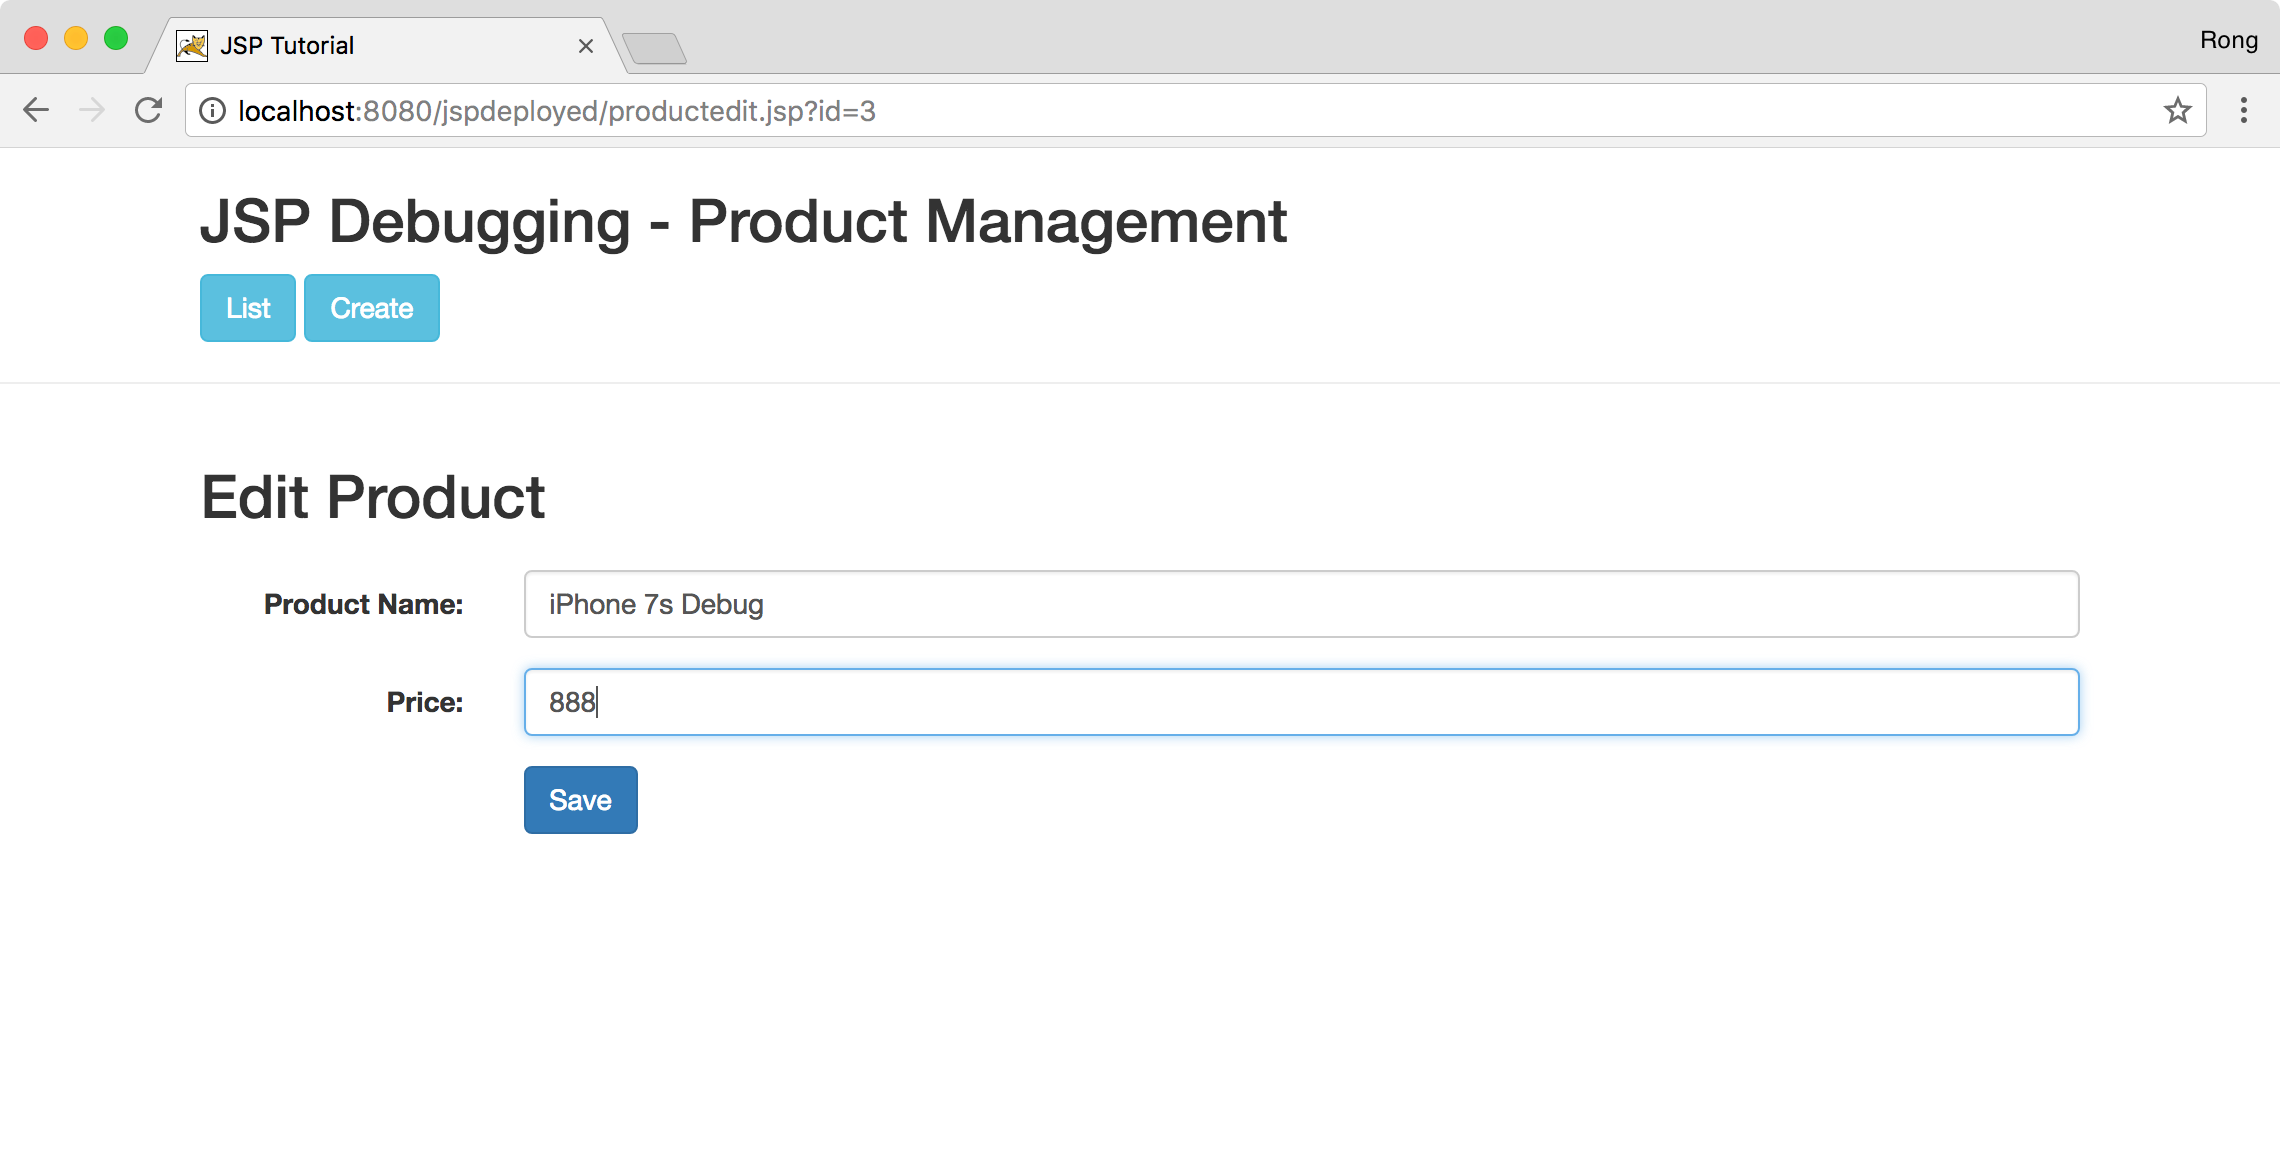 JSP Tutorial
Rong
localhost:8080/jspdeployed/productedit.jsp?id=3
JSP Debugging - Product Management
List Create
Edit Product
Product Name: iPhone 7s Debug
Price: 888
Save